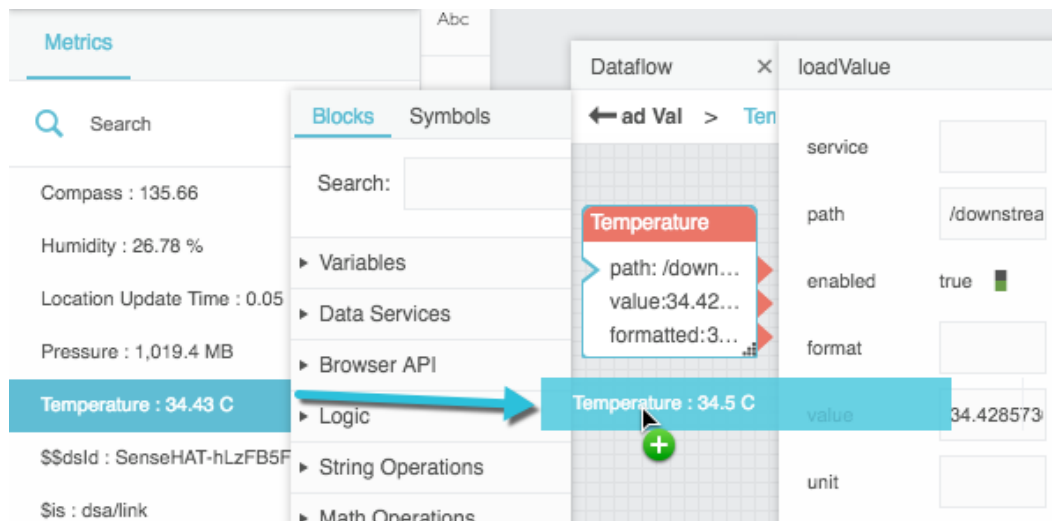 Abc
Metrics
Search
Compass : 135.66
Humidity : 26.78 %
Location Update Time : 0.05
Pressure : 1,019.4 MB
Temperature : 34.43 C
$$dsId : SenseHAT-hLzFB5F
$is : dsa/link
Blocks Symbols
Search:
Variables
Data Services
Browser API
Logic
String Operations
Math Operations
Dataflow ×
ad Val > Tem
Temperature
path: /down...
value:34.42...
formatted:3...
Temperature : 34.5 C
loadValue
service
path /downstrea
enabled true
format
value 34.428573
unit